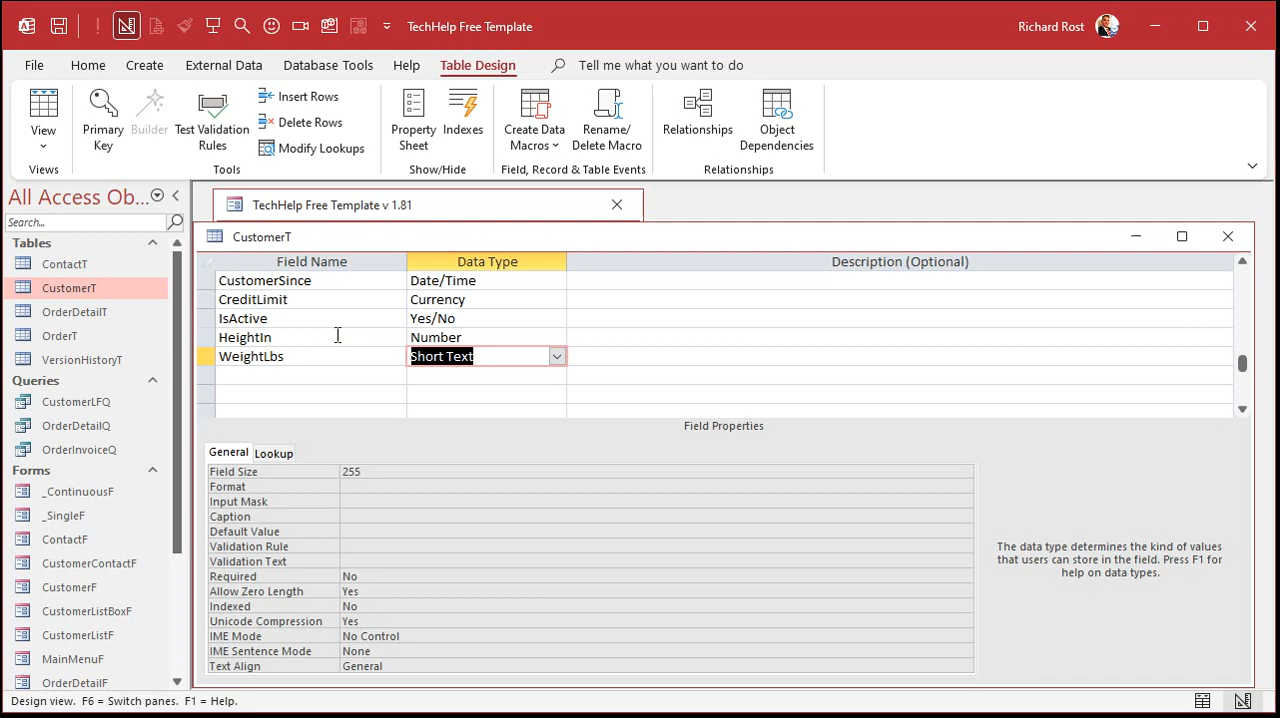 TechHelp Free Template
Richard Rost
File Home Create External Data Database Tools Help Table Design Tell me what you want to do
View
Primary Key
Builder
Test Validation Rules
Insert Rows
Delete Rows
Modify Lookups
Property Sheet
Indexes
Create Data Macros
Rename/ Delete Macro
Relationships
Object Dependencies
Views Tools Show/Hide Field, Record & Table Events Relationships
All Access Ob...
Search...
Tables
ContactT
CustomerT
OrderDetailT
OrderT
VersionHistoryT
Queries
CustomerLFQ
OrderDetailQ
OrderInvoiceQ
Forms
_ContinuousF
_SingleF
ContactF
CustomerContactF
CustomerF
CustomerListBoxF
CustomerListF
MainMenuF
OrderDetailF
TechHelp Free Template v 1.81
CustomerT
Field Name Data Type Description (Optional)
CustomerSince Date/Time
CreditLimit Currency
IsActive Yes/No
HeightIn Number
WeightLbs Short Text
Field Properties
General Lookup
Field Size 255
Format
Input Mask
Caption
Default Value
Validation Rule
Validation Text
Required No
Allow Zero Length Yes
Indexed No
Unicode Compression Yes
IME Mode No Control
IME Sentence Mode None
Text Align General
The data type determines the kind of values
that users can store in the field. Press F1 for
help on data types.
Design view. F6 = Switch panes. F1 = Help.